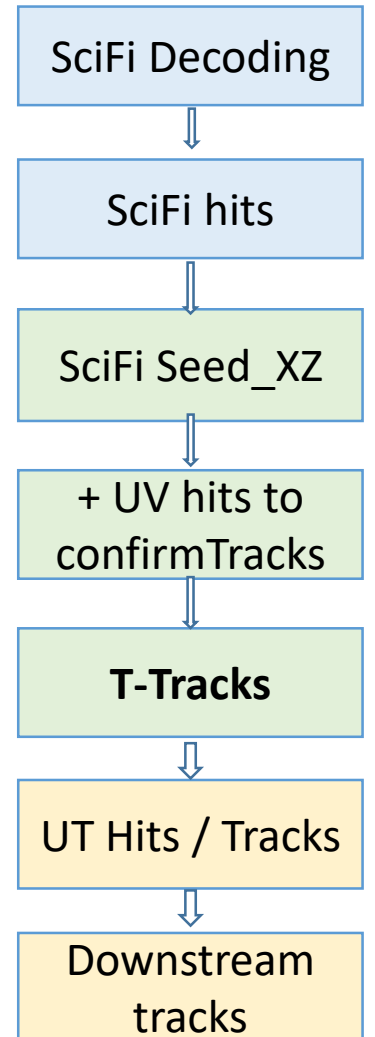 SciFi Decoding
SciFi hits
SciFi Seed_XZ
+ UV hits to
confirmTracks
T-Tracks
UT Hits / Tracks
Downstream
tracks